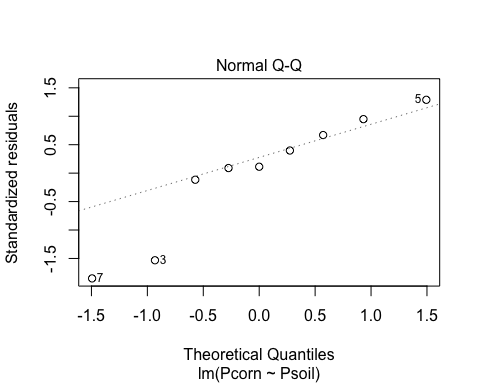 Normal Q-Q
Standardized residuals
1.5
0.5
-0.5
-1.5
5
3
7
-1.5 -1.0 -0.5 0.0 0.5 1.0 1.5
Theoretical Quantiles
lm(Pcorn ~ Psoil)